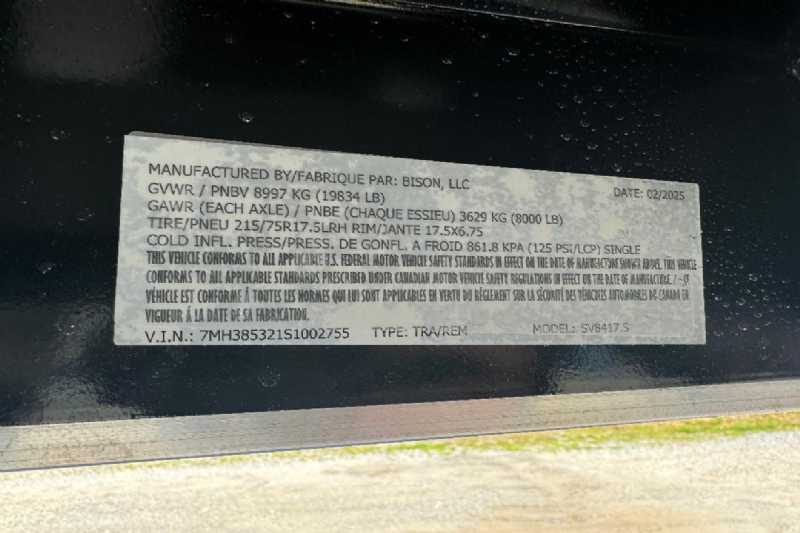 MANUFACTURED BY/FABRIQUE PAR: BISON, LLC DATE: 02/2025
GVWR / PNBV 8997 KG (19834 LB)
GAWR (EACH AXLE) / PNBE (CHAQUE ESSIEU) 3629 KG (8000 LB)
TIRE/PNEU 215/75R17.5LRH RIM/JANTE 17.5X6.75
COLD INFL. PRESS/PRESS. DE GONFL. A FROID 861.8 KPA (125 PSI/LCP) SINGLE
THIS VEHICLE CONFORMS TO ALL APPLICABLE U.S. FEDERAL MOTOR VEHICLE SAFETY STANDARDS IN EFFECT ON THE DATE OF MANUFACTURE SHOWN ABOVE. THIS VEHICLE
CONFORMS TO ALL APPLICABLE STANDARDS PRESCRIBED UNDER CANADIAN MOTOR VEHICLE SAFETY REGULATIONS IN EFFECT ON THE DATE OF MANUFACTURE. / CE
VÉHICLE EST CONFORME À TOUTES LES NORMES QUI LUI SONT APPLICABLES EN VERTU DU RÈGLEMENT SUR LA SÉCURITÉ DES VÉHICULES AUTOMOBILES DE CANADA EN
VIGUEUR À LA DATE DE SA FABRICATION.
V.I.N.: 7MH385321S1002755 TYPE: TRA/REM MODEL: SV8417.5